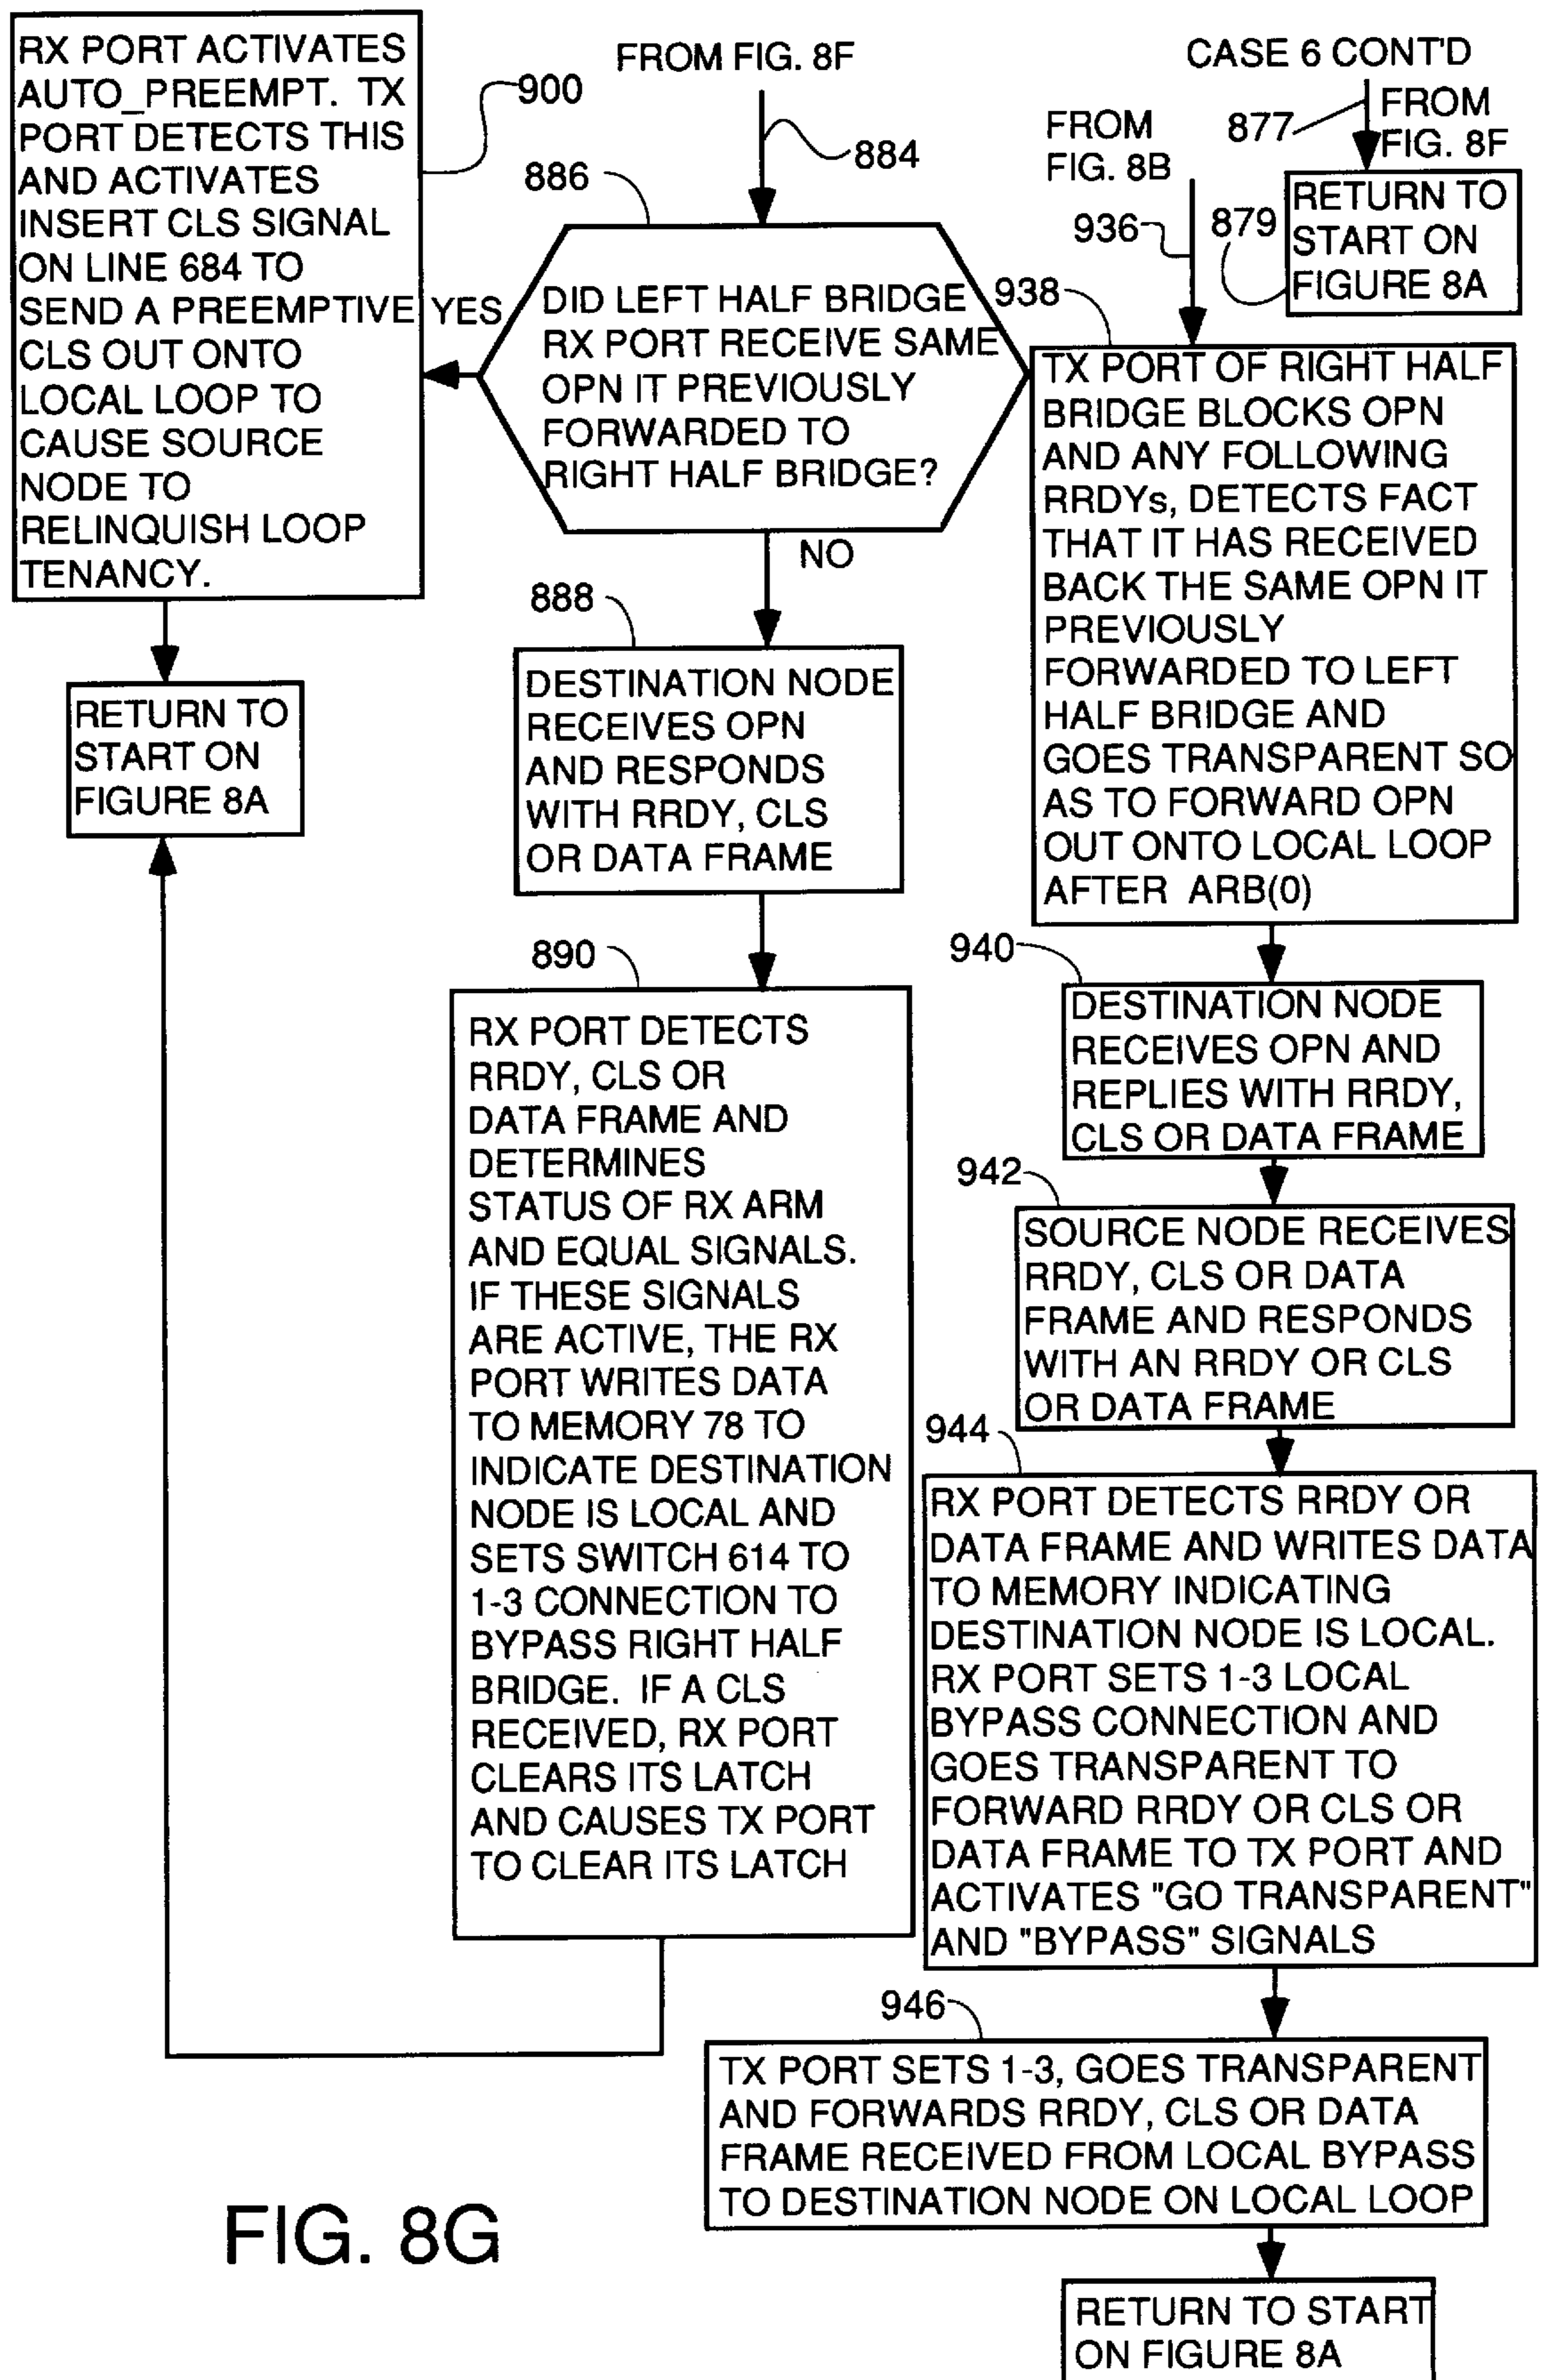 RX PORT ACTIVATES
AUTO_PREEMPT. TX
PORT DETECTS THIS
AND ACTIVATES
INSERT CLS SIGNAL
ON LINE 684 TO
SEND A PREEMPTIVE
CLS OUT ONTO
LOCAL LOOP TO
CAUSE SOURCE
NODE TO
RELINQUISH LOOP
TENANCY.
900
RETURN TO
START ON
FIGURE 8A
FROM FIG. 8F
884
886
YES
DID LEFT HALF BRIDGE
RX PORT RECEIVE SAME
OPN IT PREVIOUSLY
FORWARDED TO
RIGHT HALF BRIDGE?
NO
888
DESTINATION NODE
RECEIVES OPN
AND RESPONDS
WITH RRDY, CLS
OR DATA FRAME
890
RX PORT DETECTS
RRDY, CLS OR
DATA FRAME AND
DETERMINES
STATUS OF RX ARM
AND EQUAL SIGNALS.
IF THESE SIGNALS
ARE ACTIVE, THE RX
PORT WRITES DATA
TO MEMORY 78 TO
INDICATE DESTINATION
NODE IS LOCAL AND
SETS SWITCH 614 TO
1-3 CONNECTION TO
BYPASS RIGHT HALF
BRIDGE. IF A CLS
RECEIVED, RX PORT
CLEARS ITS LATCH
AND CAUSES TX PORT
TO CLEAR ITS LATCH
CASE 6 CONT'D
877
FROM
FIG. 8F
879
RETURN TO
START ON
FIGURE 8A
FROM
FIG. 8B
936
938
TX PORT OF RIGHT HALF
BRIDGE BLOCKS OPN
AND ANY FOLLOWING
RRDYs, DETECTS FACT
THAT IT HAS RECEIVED
BACK THE SAME OPN IT
PREVIOUSLY
FORWARDED TO LEFT
HALF BRIDGE AND
GOES TRANSPARENT SO
AS TO FORWARD OPN
OUT ONTO LOCAL LOOP
AFTER ARB(0)
940
DESTINATION NODE
RECEIVES OPN AND
REPLIES WITH RRDY,
CLS OR DATA FRAME
942
SOURCE NODE RECEIVES
RRDY, CLS OR DATA
FRAME AND RESPONDS
WITH AN RRDY OR CLS
OR DATA FRAME
944
RX PORT DETECTS RRDY OR
DATA FRAME AND WRITES DATA
TO MEMORY INDICATING
DESTINATION NODE IS LOCAL.
RX PORT SETS 1-3 LOCAL
BYPASS CONNECTION AND
GOES TRANSPARENT TO
FORWARD RRDY OR CLS OR
DATA FRAME TO TX PORT AND
ACTIVATES "GO TRANSPARENT"
AND "BYPASS" SIGNALS
946
TX PORT SETS 1-3, GOES TRANSPARENT
AND FORWARDS RRDY, CLS OR DATA
FRAME RECEIVED FROM LOCAL BYPASS
TO DESTINATION NODE ON LOCAL LOOP
RETURN TO START
ON FIGURE 8A
FIG. 8G